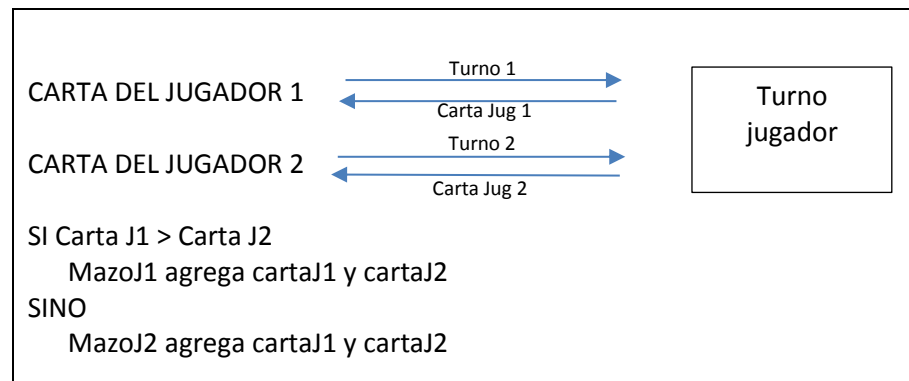 Turno 1
CARTA DEL JUGADOR 1
Carta Jug 1
Turno 2
CARTA DEL JUGADOR 2
Carta Jug 2
Turno
jugador
SI Carta J1 > Carta J2
MazoJ1 agrega cartaJ1 y cartaJ2
SINO
MazoJ2 agrega cartaJ1 y cartaJ2